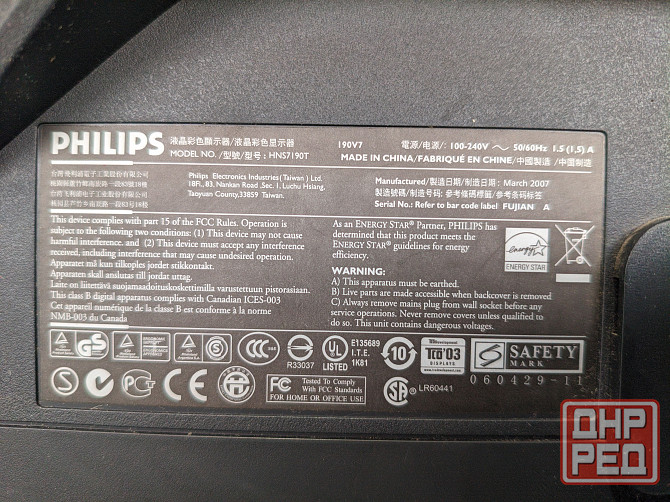 PHILIPS 液晶彩色顯示器/液晶彩色显示器 190V7 電源/电源: 100-240V ~ 50/60Hz 1.5 (1,5) A
MODEL NO./型號/型号: HNS7190T MADE IN CHINA/FABRIQUÉ EN CHINE/中國製造/中国制造
Philips Electronics Industries (Taiwan) Ltd.
18Fl., 83, Nankan Road .Sec. 1, Luchu Hsiang,
Taoyuan County,33859 Taiwan.
Manufactured/製造日期/制造日期: March 2007
製造號碼/制造编号: 參考條碼標籤/参考条码标签
Serial No.: Refer to bar code label FUJIAN A
This device complies with part 15 of the FCC Rules. Operation is
subject to the following two conditions: (1) This device may not cause
harmful interference, and (2) This device must accept any interference
received, including interference that may cause undesired operation.
Apparaten må kun tilkoples jordet stikkontakt.
Apparaten skall anslutas till jordat uttag.
Laite on liitettävä suojamaadoituskoskettimilla varustettuun pistorasiaan.
This class B digital apparatus complies with Canadian ICES-003
Cet appareil numérique de la classe B est conforme à la norme
NMB-003 du Canada
As an ENERGY STAR® Partner, PHILIPS has
determined that this product meets the
ENERGY STAR® guidelines for energy
efficiency.
energy
ENERGY STAR
WARNING:
A) This apparatus must be earthed.
B) Live parts are made accessible when backcover is removed
C) Always remove mains plug from wall socket before any
service operations. Never remove covers unless qualified to
do so. This unit contains dangerous voltages.
GS
S
CCC
R33037
UL
LISTED
E135689
I.T.E.
1K81
10
TCO Development
TCO'03
DISPLAYS
S SAFETY
MARK
060429-11
S
PC
CE
FC Tested To Comply
With FCC Standards
FOR HOME OR OFFICE USE
SA
LR60441
ДНР
РЕД